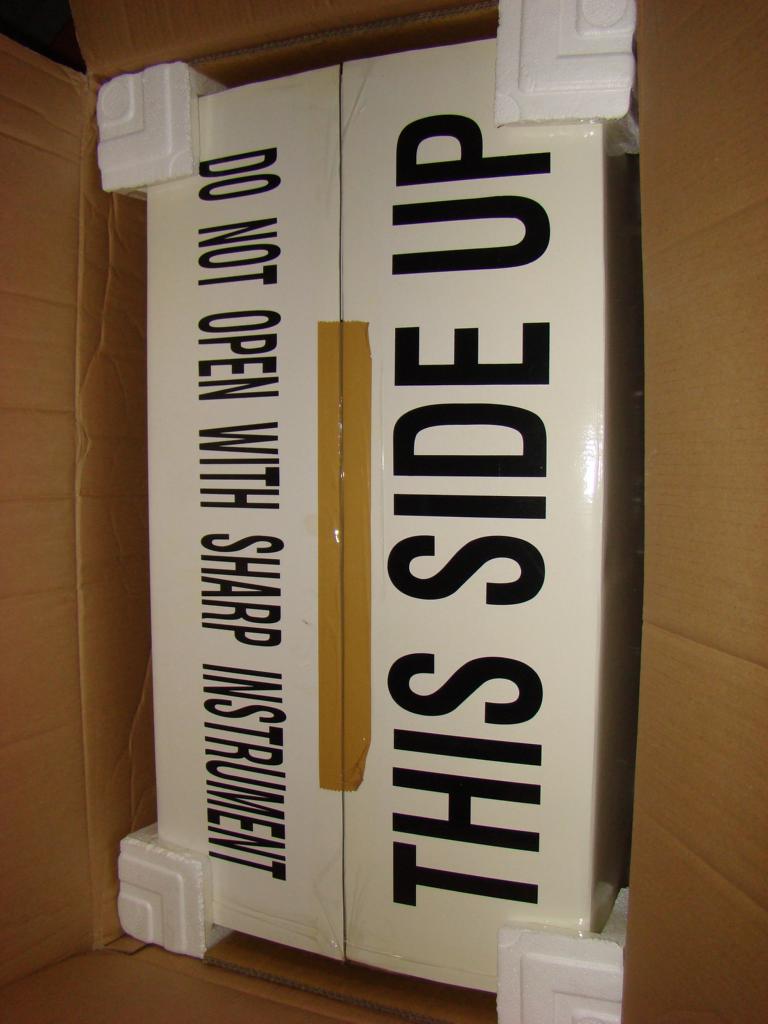 THIS SIDE UP
DO NOT OPEN WITH SHARP INSTRUMENT